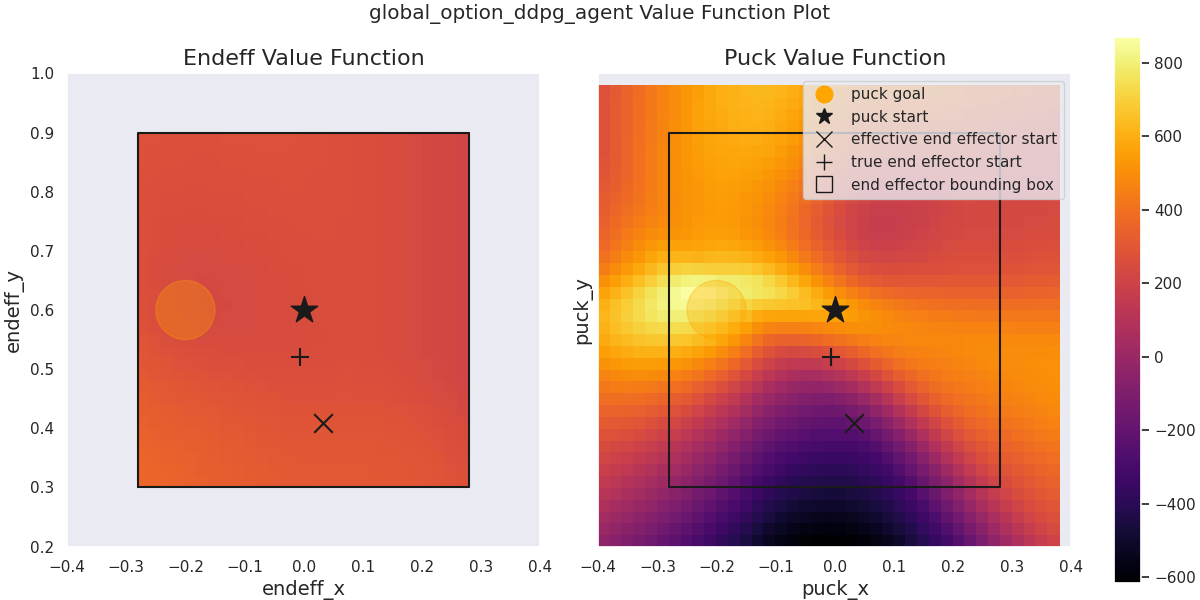 global_option_ddpg_agent Value Function Plot
Endeff Value Function
1.0
0.9
0.8
0.7
0.6
0.5
0.4
0.3
0.2
endeff_y
−0.4 −0.3 −0.2 −0.1 0.0 0.1 0.2 0.3 0.4
endeff_x
Puck Value Function
puck goal
puck start
effective end effector start
true end effector start
end effector bounding box
puck_y
−0.4 −0.3 −0.2 −0.1 0.0 0.1 0.2 0.3 0.4
puck_x
800
600
400
200
0
−200
−400
−600